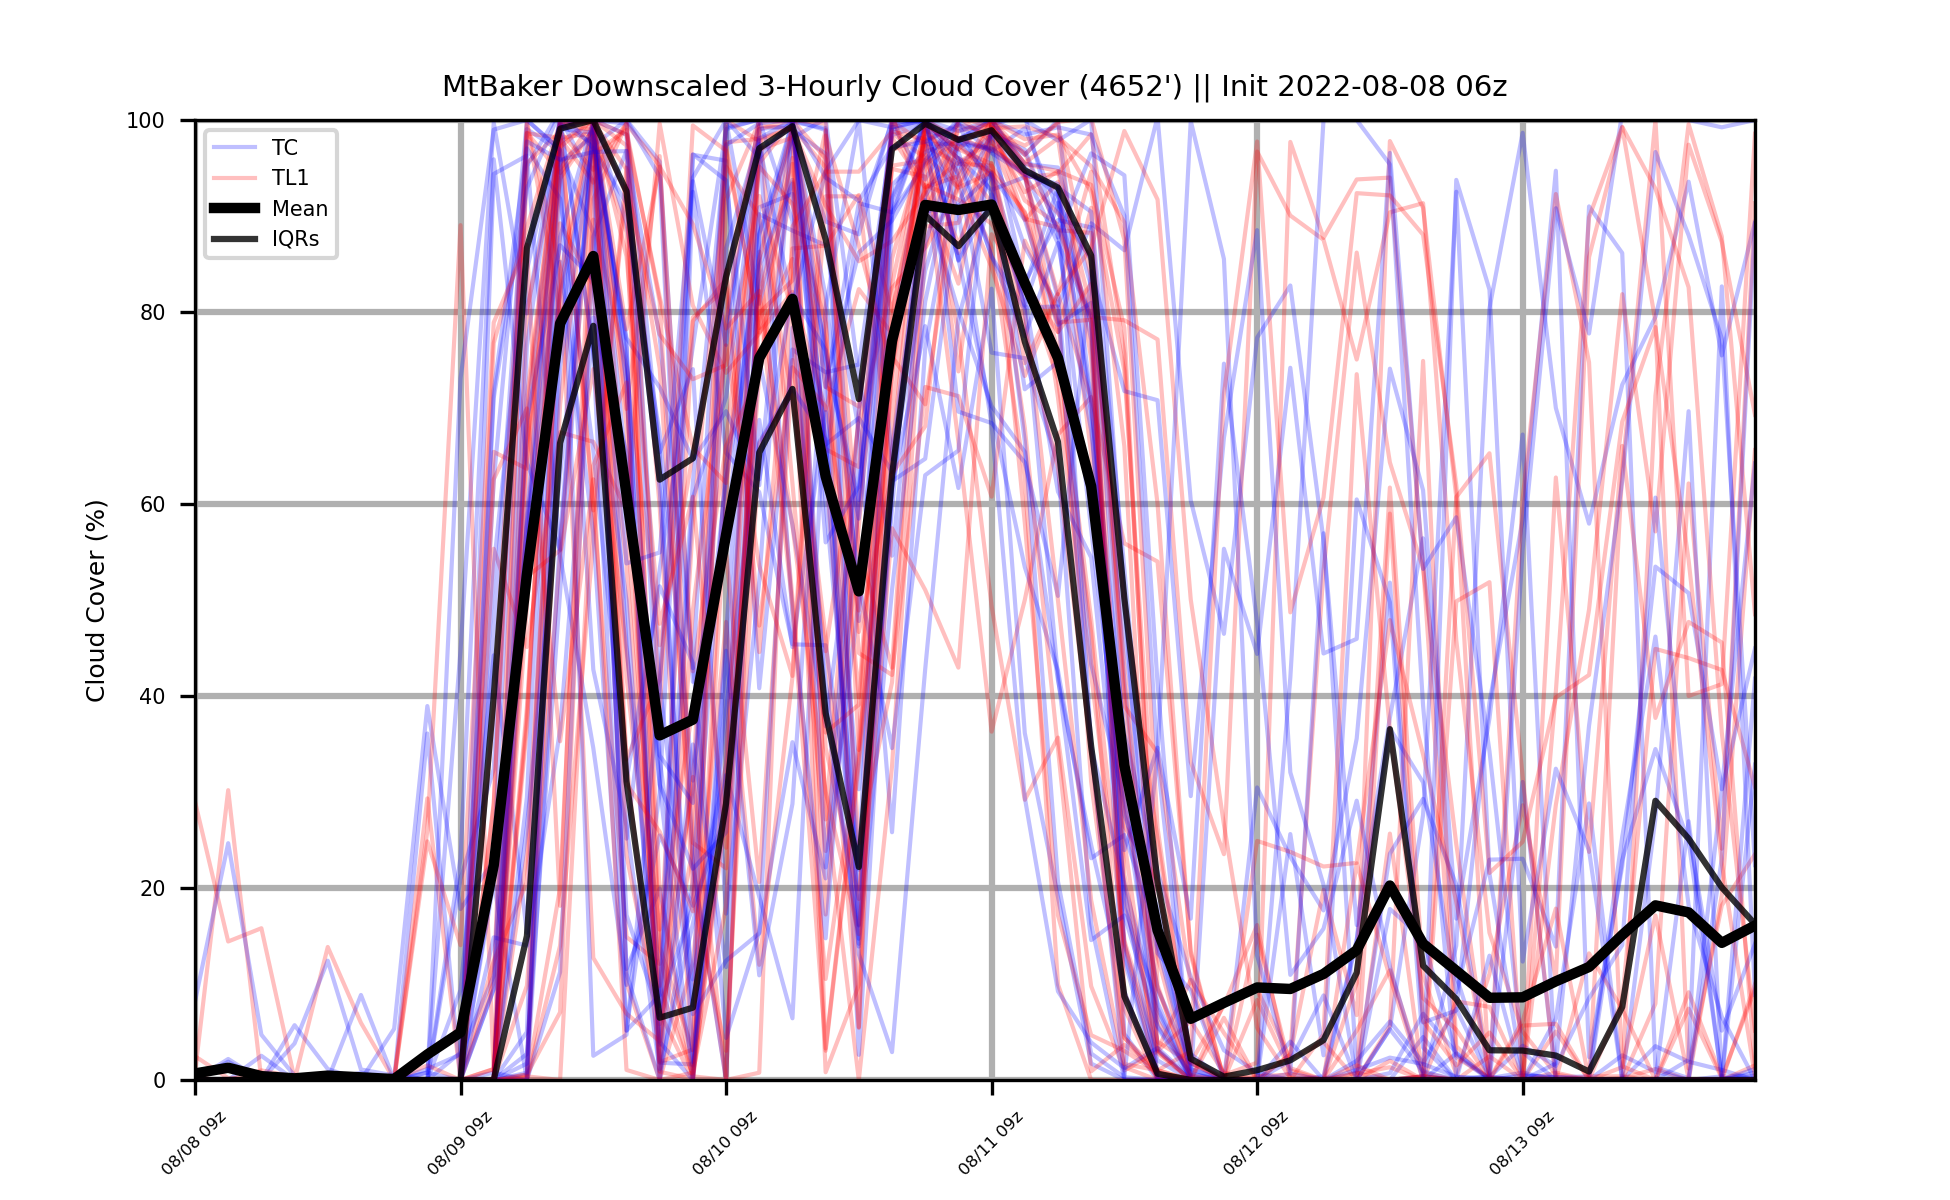 MtBaker Downscaled 3-Hourly Cloud Cover (4652') || Init 2022-08-08 06z
100
80
60
40
20
0
Cloud Cover (%)
TC
TL1
Mean
IQRs
08/08 09z
08/09 09z
08/10 09z
08/11 09z
08/12 09z
08/13 09z